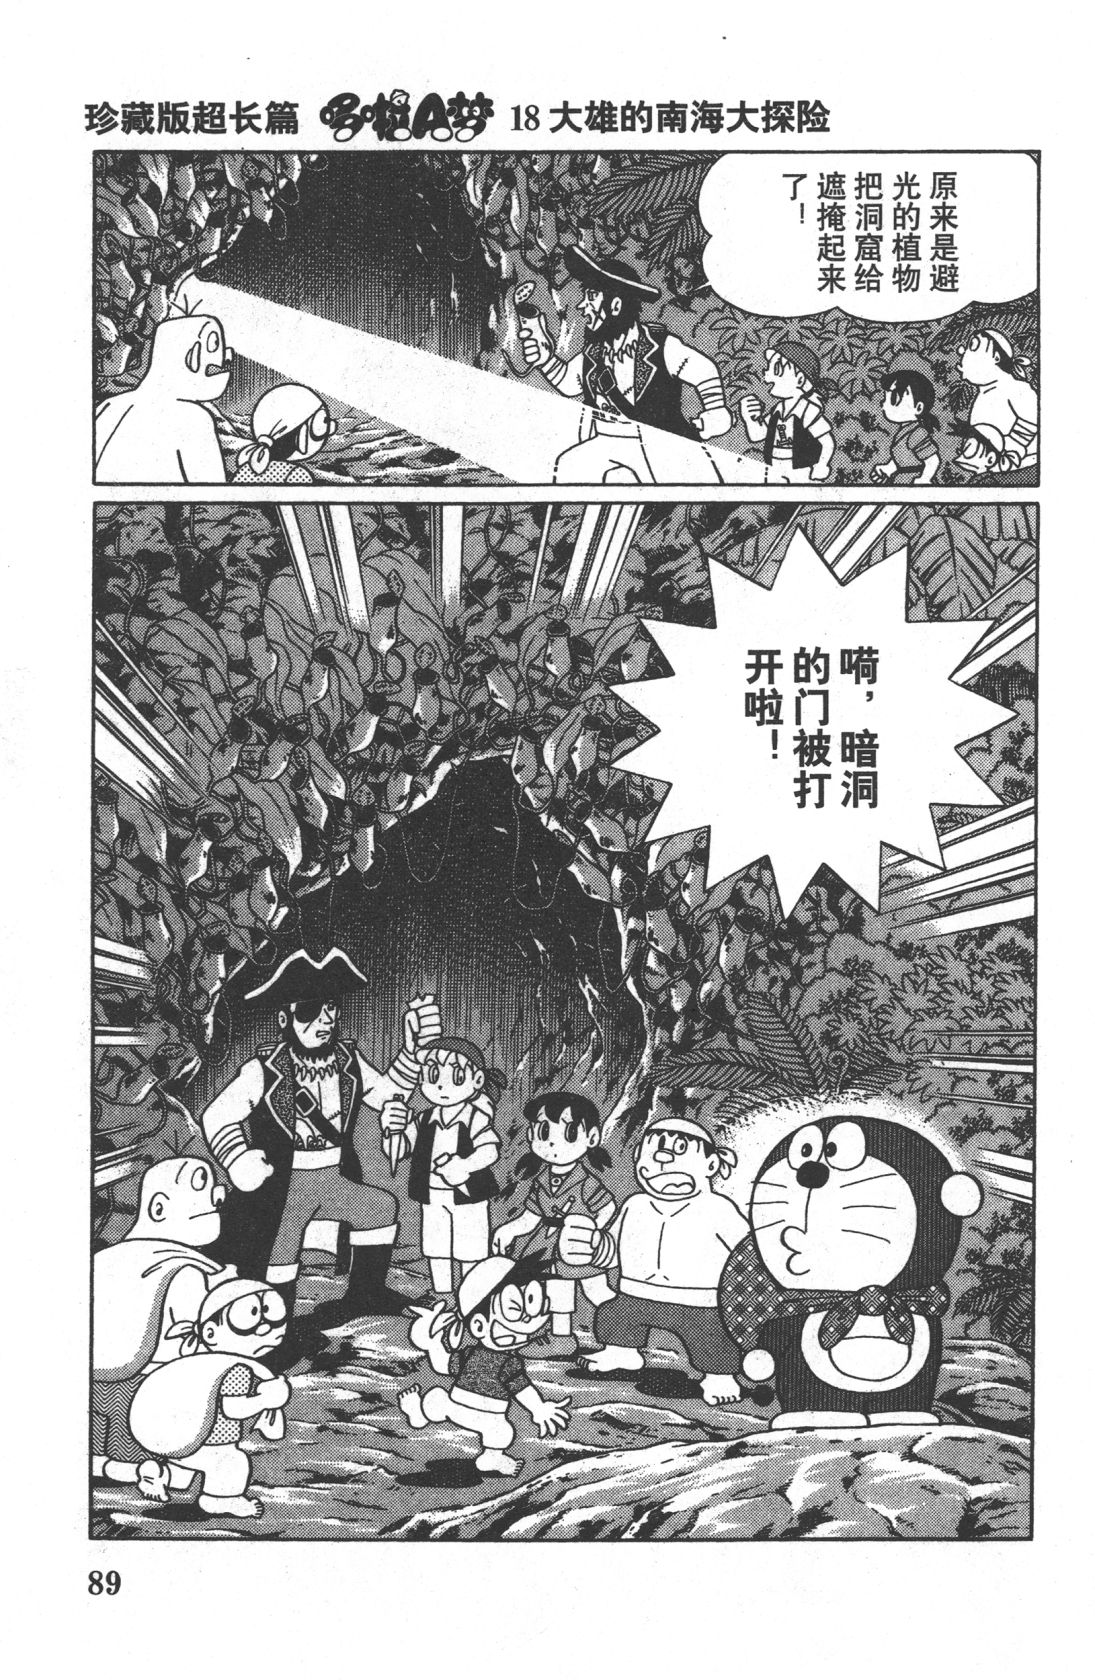 珍藏版超长篇 哆啦A梦 18 大雄的南海大探险
原来是避
光的植物
把洞窟给
遮掩起来
了！
嗬，暗洞
的门被打
开啦！
89